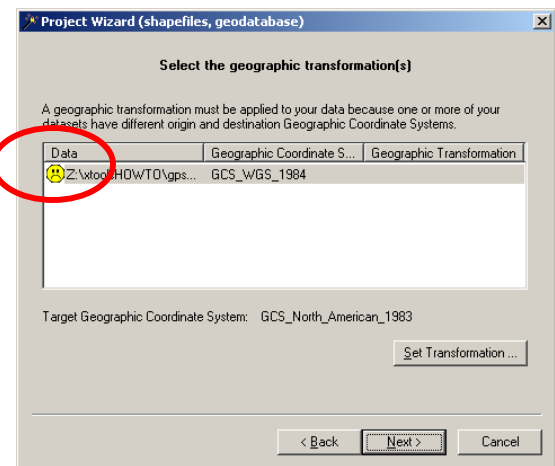 Project Wizard (shapefiles, geodatabase)
Select the geographic transformation(s)
A geographic transformation must be applied to your data because one or more of your
datasets have different origin and destination Geographic Coordinate Systems.
Data Geographic Coordinate S... Geographic Transformation
Z:\xtoolsHOWTO\gps... GCS_WGS_1984
Target Geographic Coordinate System: GCS_North_American_1983
Set Transformation ...
< Back Next > Cancel